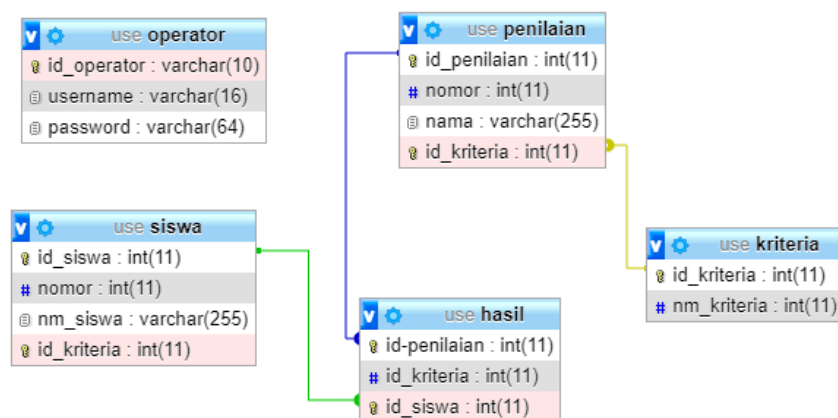 use operator
id_operator : varchar(10)
username : varchar(16)
password : varchar(64)
use penilaian
id_penilaian : int(11)
# nomor : int(11)
nama : varchar(255)
id_kriteria : int(11)
use siswa
id_siswa : int(11)
# nomor : int(11)
nm_siswa : varchar(255)
id_kriteria : int(11)
use hasil
id-penilaian : int(11)
# id_kriteria : int(11)
id_siswa : int(11)
use kriteria
id_kriteria : int(11)
# nm_kriteria : int(11)